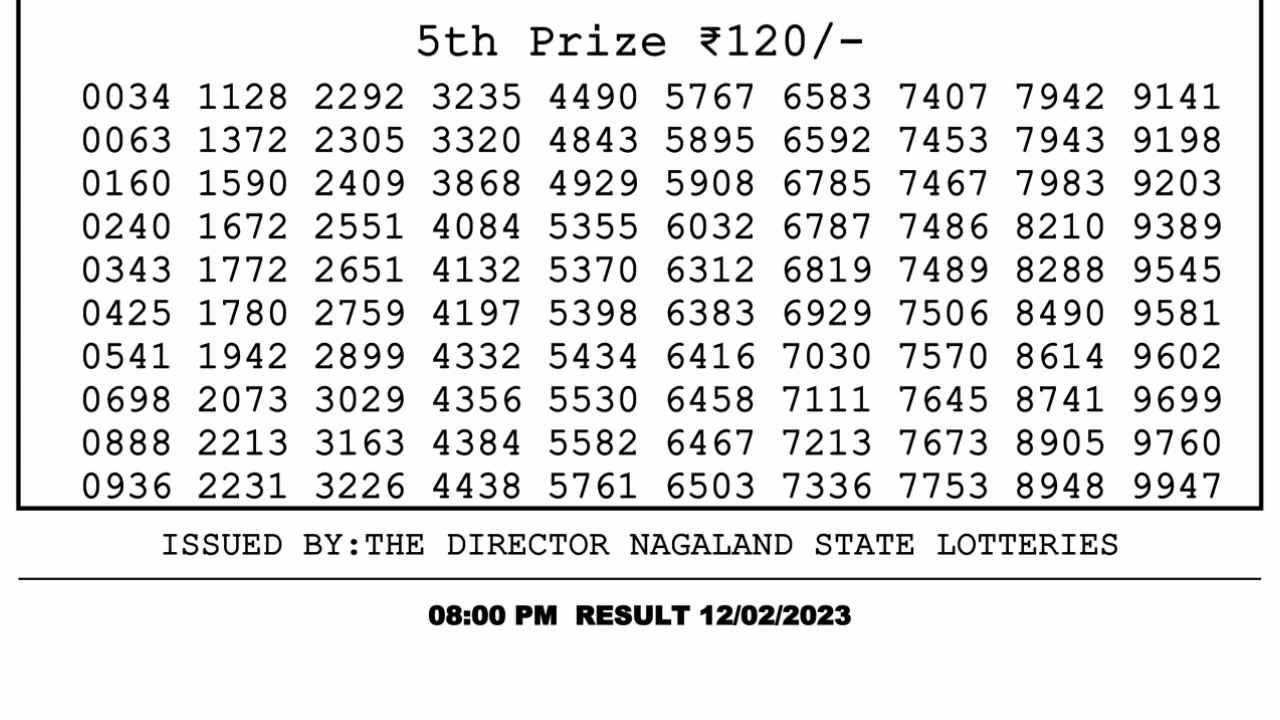 5th Prize ₹120/-
0034 1128 2292 3235 4490 5767 6583 7407 7942 9141
0063 1372 2305 3320 4843 5895 6592 7453 7943 9198
0160 1590 2409 3868 4929 5908 6785 7467 7983 9203
0240 1672 2551 4084 5355 6032 6787 7486 8210 9389
0343 1772 2651 4132 5370 6312 6819 7489 8288 9545
0425 1780 2759 4197 5398 6383 6929 7506 8490 9581
0541 1942 2899 4332 5434 6416 7030 7570 8614 9602
0698 2073 3029 4356 5530 6458 7111 7645 8741 9699
0888 2213 3163 4384 5582 6467 7213 7673 8905 9760
0936 2231 3226 4438 5761 6503 7336 7753 8948 9947
ISSUED BY:THE DIRECTOR NAGALAND STATE LOTTERIES
08:00 PM RESULT 12/02/2023